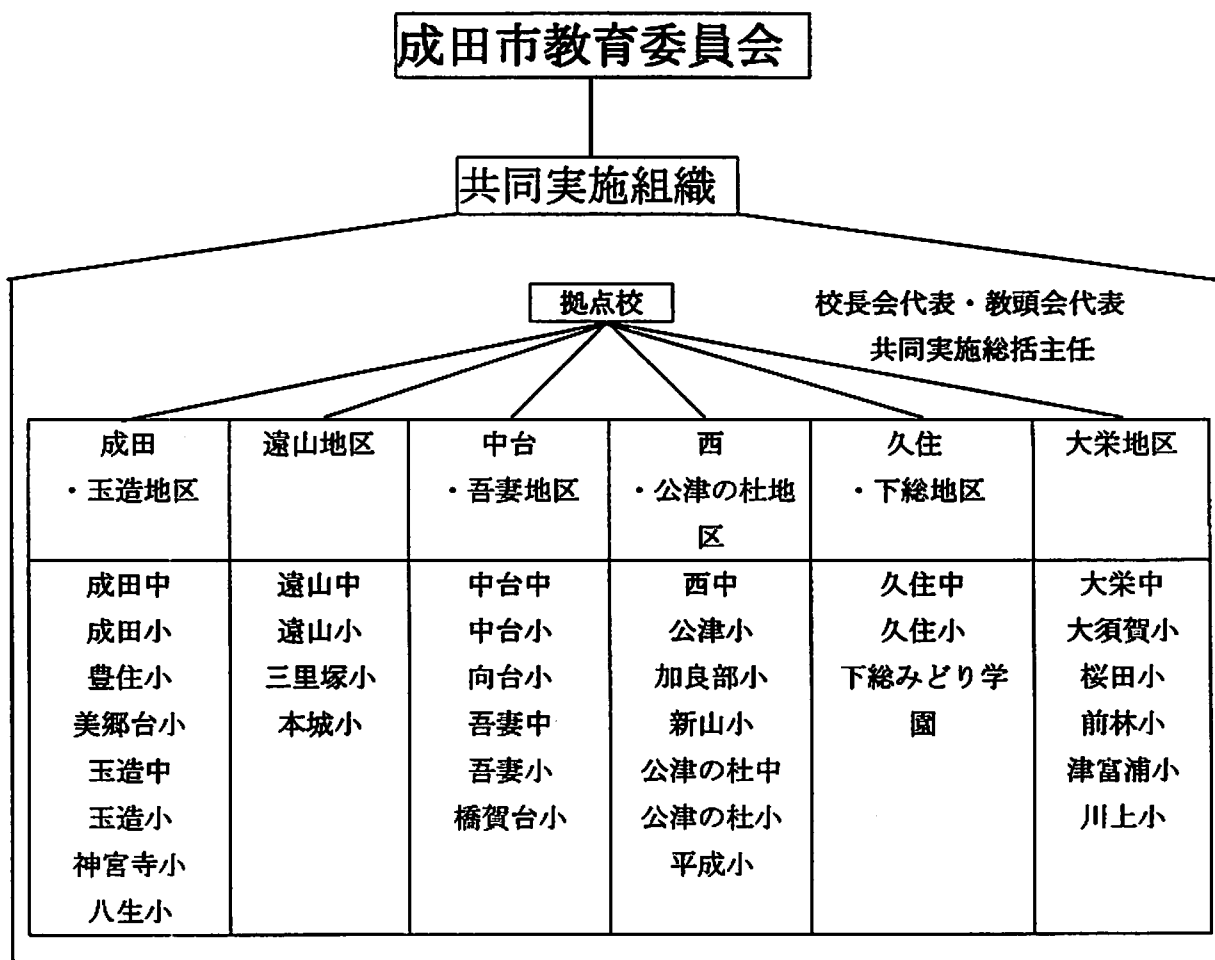 成田市教育委員会
共同実施組織
拠点校
校長会代表・教頭会代表
共同実施総括主任
成田
・玉造地区
遠山地区
中台
・吾妻地区
西
・公津の杜地
区
久住
・下総地区
大栄地区
成田中
成田小
豊住小
美郷台小
玉造中
玉造小
神宮寺小
八生小
遠山中
遠山小
三里塚小
本城小
中台中
中台小
向台小
吾妻中
吾妻小
橋賀台小
西中
公津小
加良部小
新山小
公津の杜中
公津の杜小
平成小
久住中
久住小
下総みどり学
園
大栄中
大須賀小
桜田小
前林小
津富浦小
川上小